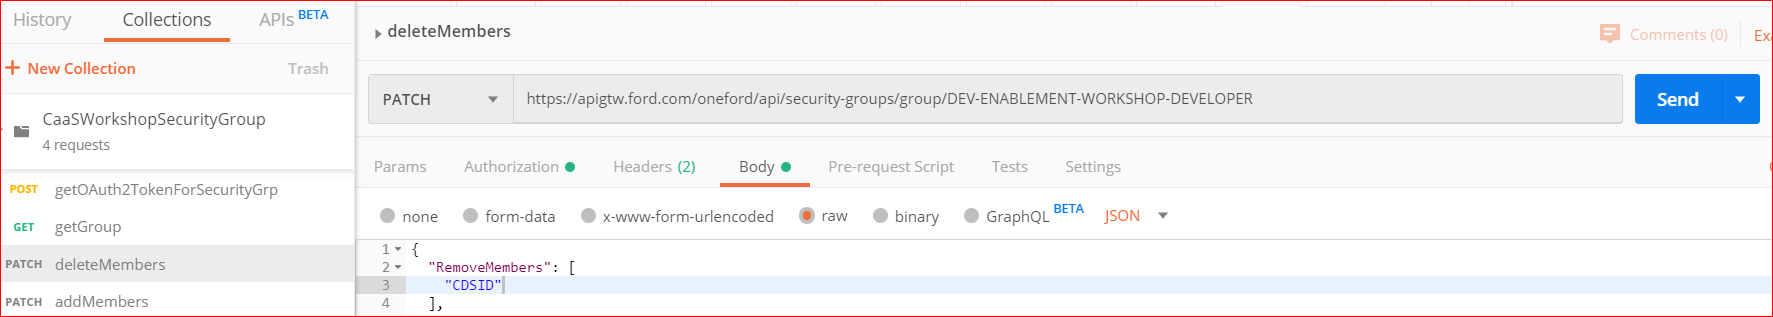 History Collections APIs BETA
New Collection Trash
CaaSWorkshopSecurityGroup
4 requests
POST getOAuth2TokenForSecurityGrp
GET getGroup
PATCH deleteMembers
PATCH addMembers
deleteMembers
Comments (0)
PATCH https://apigtw.ford.com/oneford/api/security-groups/group/DEV-ENABLEMENT-WORKSHOP-DEVELOPER Send
Params Authorization Headers (2) Body Pre-request Script Tests Settings
none form-data x-www-form-urlencoded raw binary GraphQL BETA JSON
1 {
2 "RemoveMembers": [
3 "CDSID"
4 ],